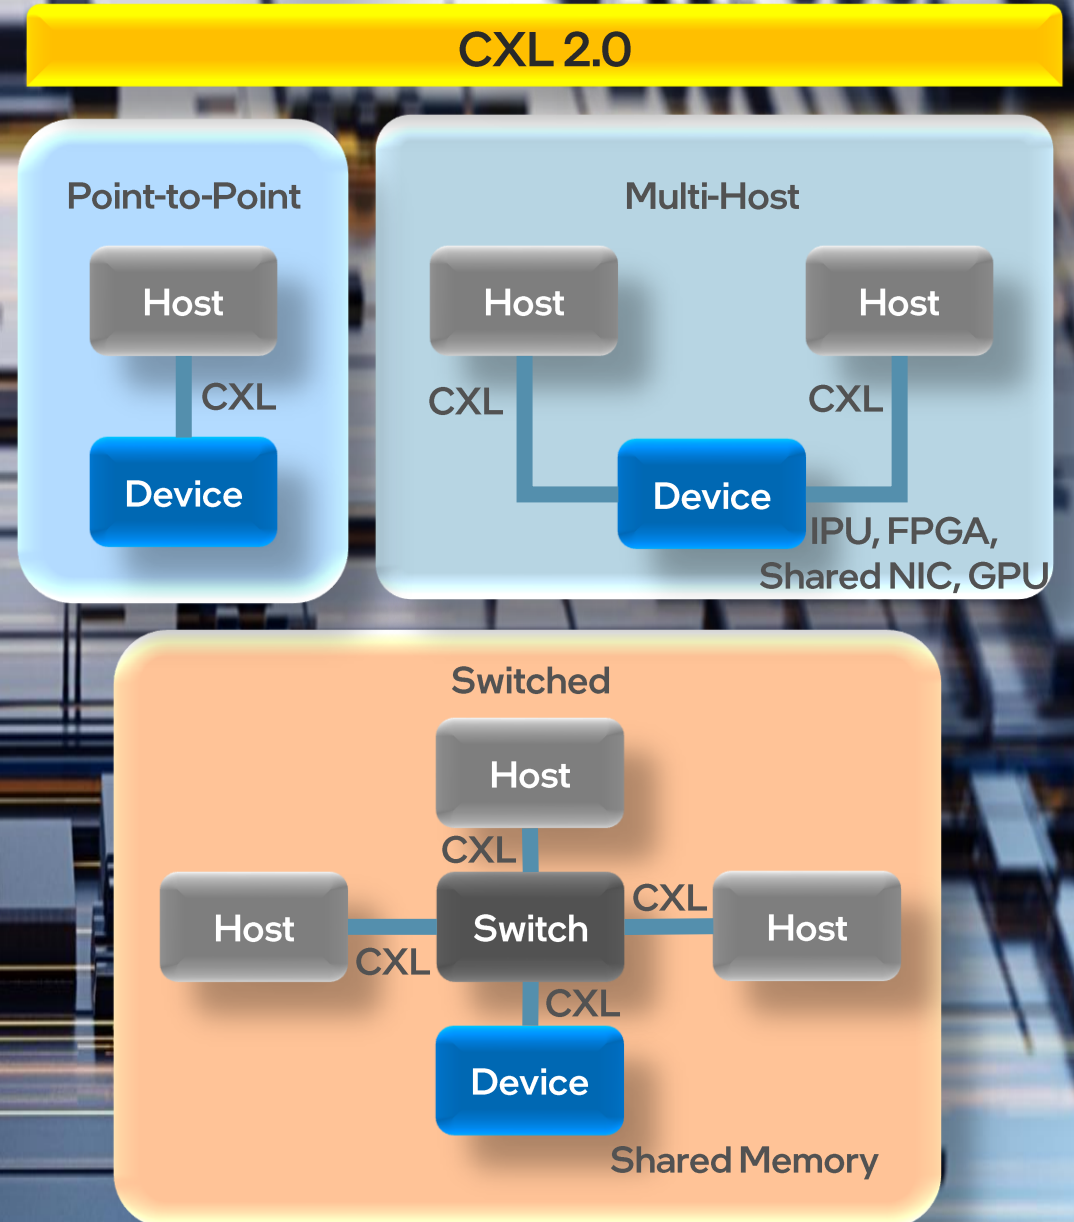 CXL 2.0
Point-to-Point
Host
CXL
Device
Multi-Host
Host
Host
CXL
CXL
Device
IPU, FPGA,
Shared NIC, GPU
Switched
Host
CXL
Host
CXL
Switch
CXL
Host
CXL
Device
Shared Memory